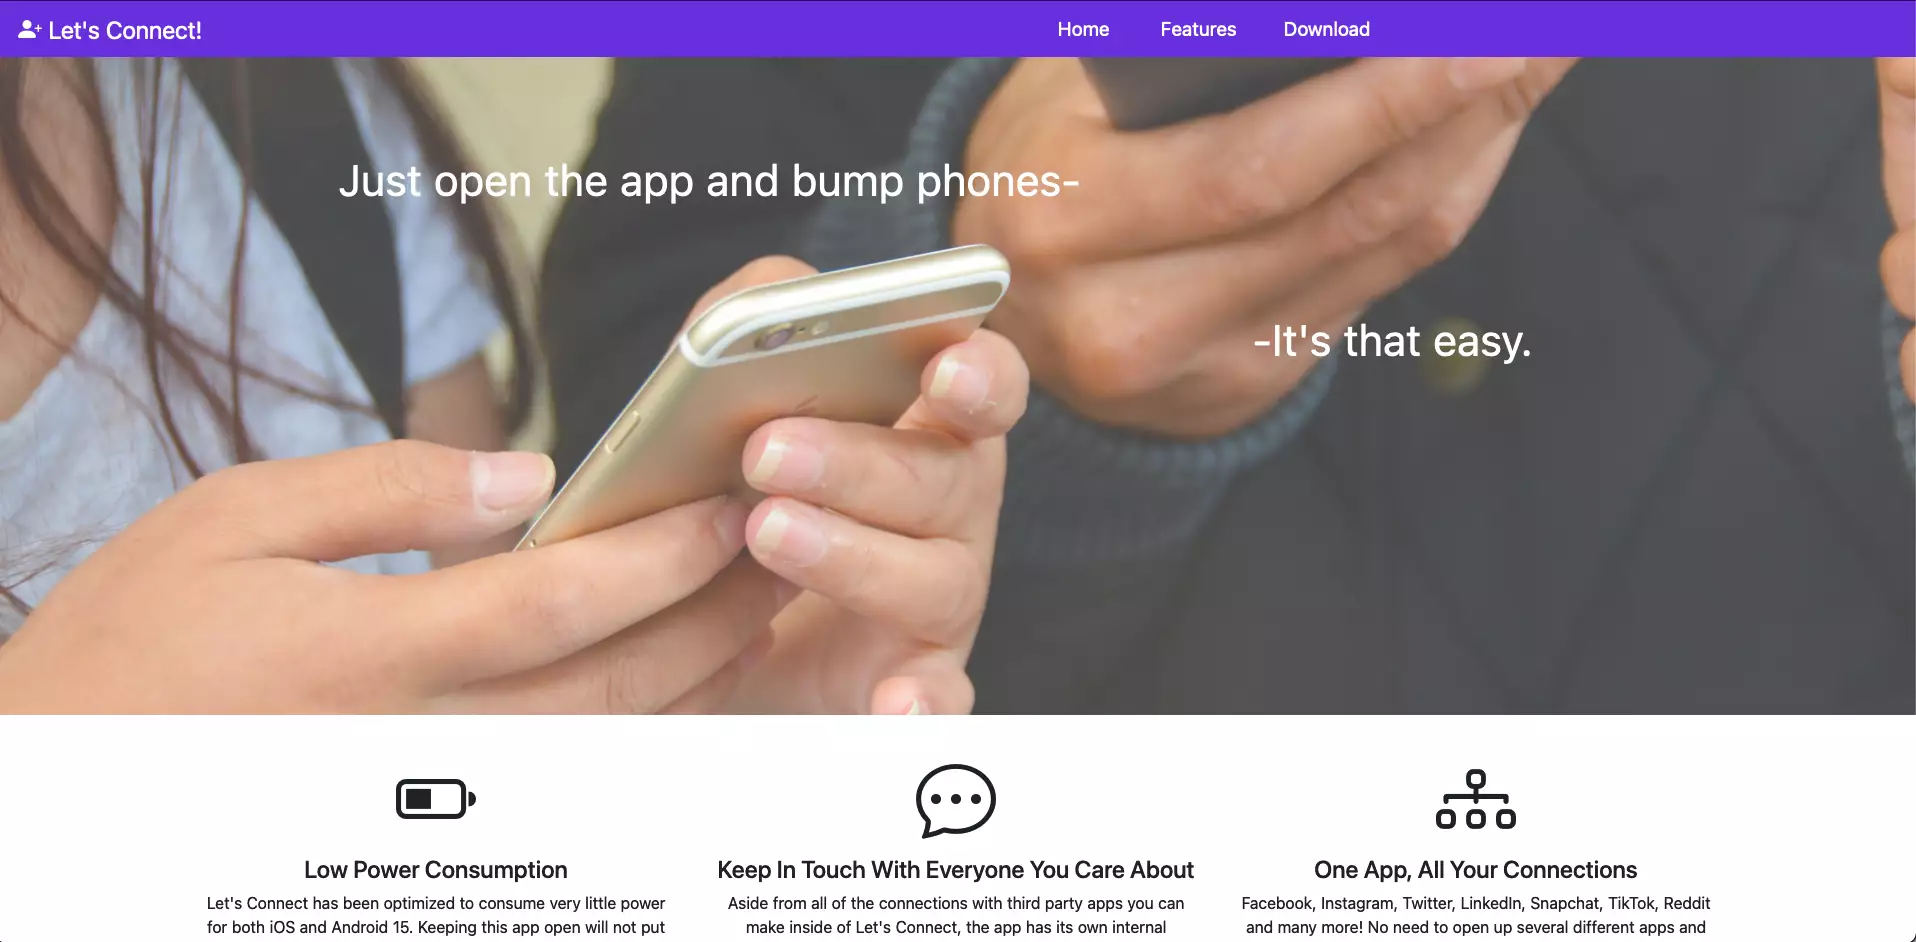 Let's Connect!
Home Features Download
Just open the app and bump phones-
-It's that easy.
Low Power Consumption
Let's Connect has been optimized to consume very little power
for both iOS and Android 15. Keeping this app open will not put
Keep In Touch With Everyone You Care About
Aside from all of the connections with third party apps you can
make inside of Let's Connect, the app has its own internal
One App, All Your Connections
Facebook, Instagram, Twitter, LinkedIn, Snapchat, TikTok, Reddit
and many more! No need to open up several different apps and